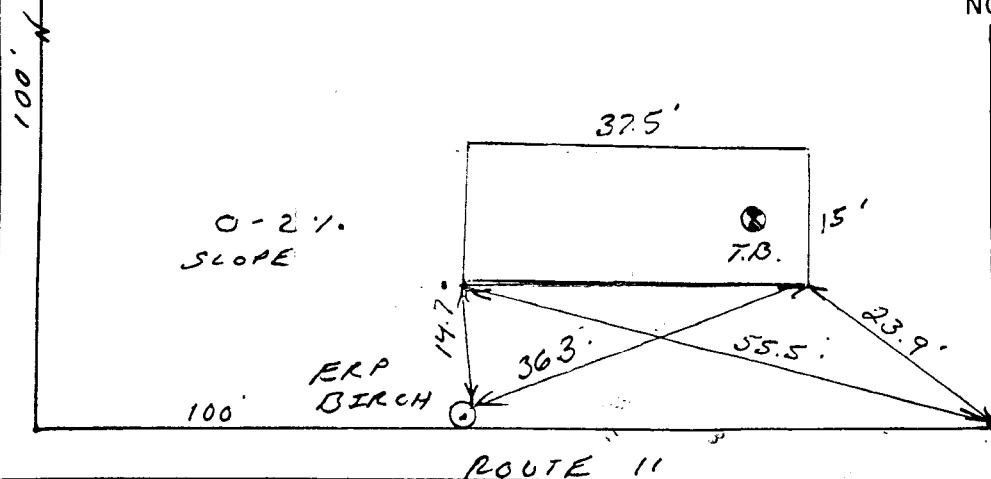 NO
100'
N
37.5'
0-2%.
SLOPE
15'
T.B.
14.7
36.3'
55.5'
23.9'
ERP
BIRCH
100'
ROUTE 11